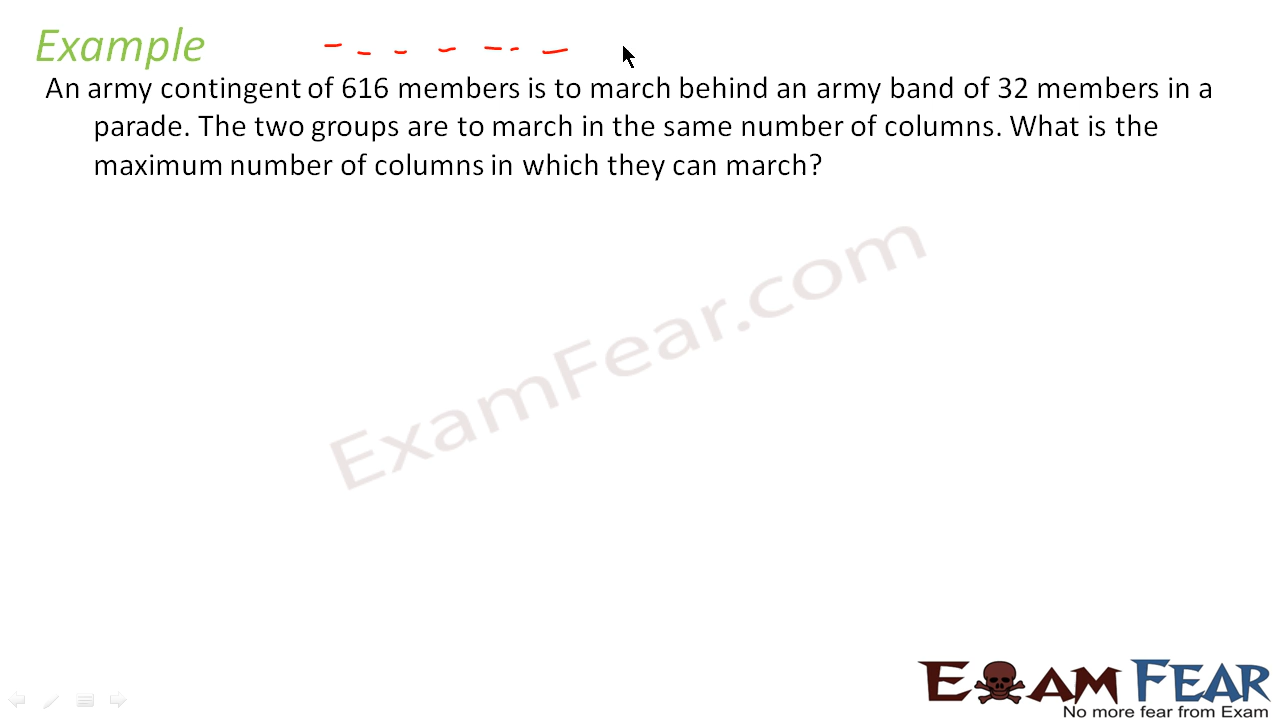 Example
An army contingent of 616 members is to march behind an army band of 32 members in a
parade. The two groups are to march in the same number of columns. What is the
maximum number of columns in which they can march?
ExamFear.com
EXAM FEAR
No more fear from Exam